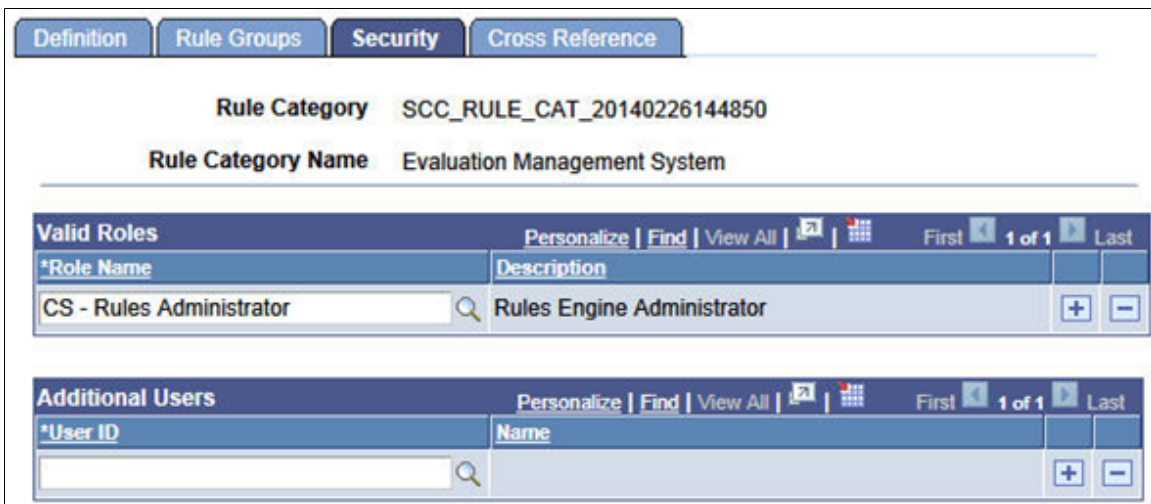 Definition Rule Groups Security Cross Reference
Rule Category SCC_RULE_CAT_20140226144850
Rule Category Name Evaluation Management System
Valid Roles Personalize | Find | View All | | First 1 of 1 Last
*Role Name Description
CS - Rules Administrator Rules Engine Administrator
Additional Users Personalize | Find | View All | | First 1 of 1 Last
*User ID Name